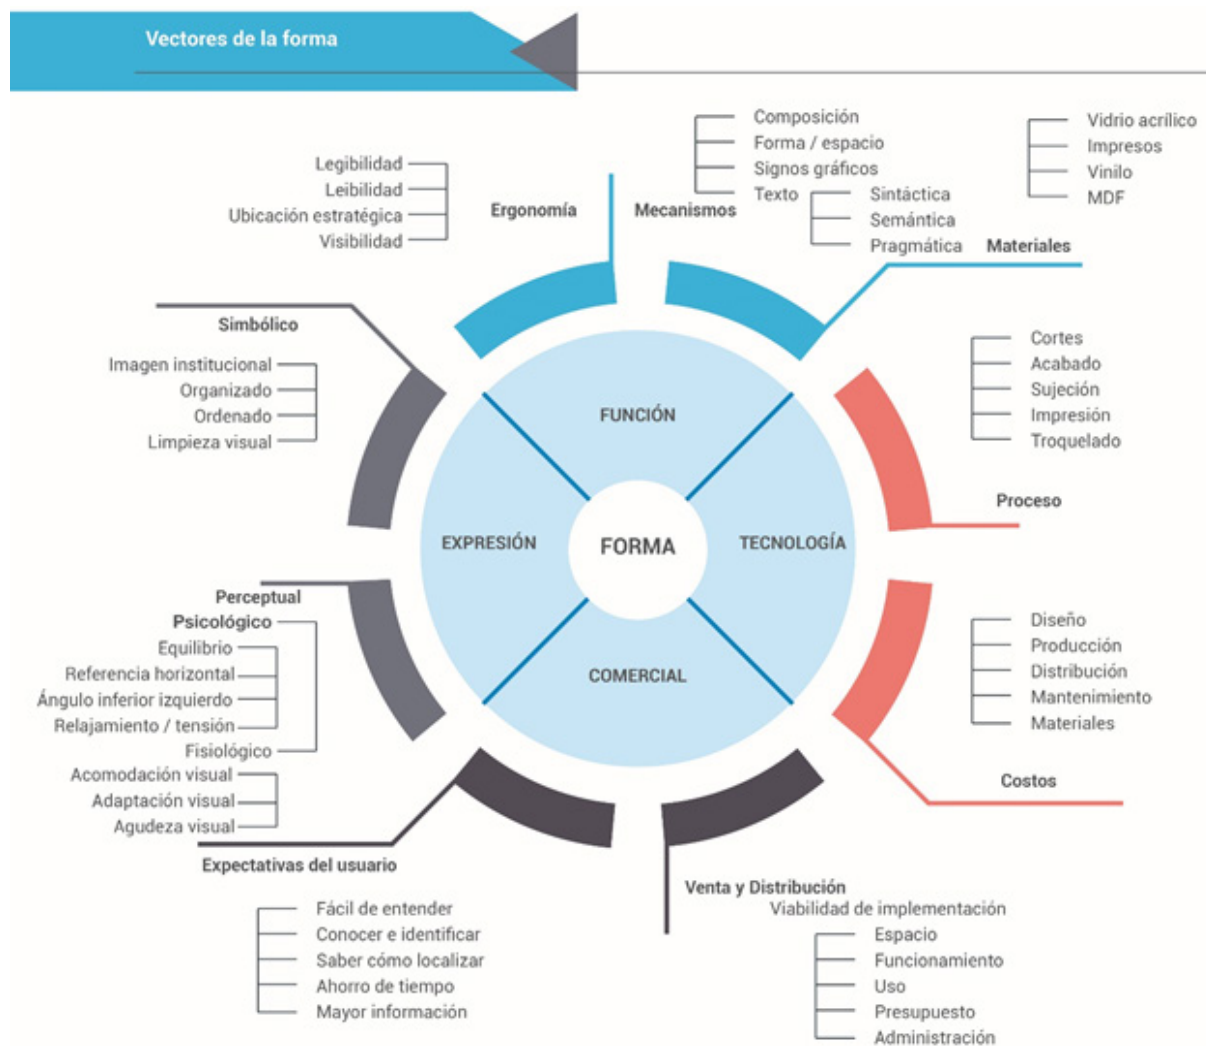 Vectores de la forma
Legibilidad
Leibilidad
Ubicación estratégica
Visibilidad
Ergonomía
Composición
Forma / espacio
Signos gráficos
Texto
Sintáctica
Semántica
Pragmática
Mecanismos
Vidrio acrílico
Impresos
Vinilo
MDF
Materiales
Simbólico
Imagen institucional
Organizado
Ordenado
Limpieza visual
Cortes
Acabado
Sujeción
Impresión
Troquelado
Proceso
FUNCIÓN
EXPRESIÓN
FORMA
TECNOLOGÍA
COMERCIAL
Perceptual
Psicológico
Equilibrio
Referencia horizontal
Ángulo inferior izquierdo
Relajamiento / tensión
Fisiológico
Acomodación visual
Adaptación visual
Agudeza visual
Diseño
Producción
Distribución
Mantenimiento
Materiales
Costos
Expectativas del usuario
Fácil de entender
Conocer e identificar
Saber cómo localizar
Ahorro de tiempo
Mayor información
Venta y Distribución
Viabilidad de implementación
Espacio
Funcionamiento
Uso
Presupuesto
Administración